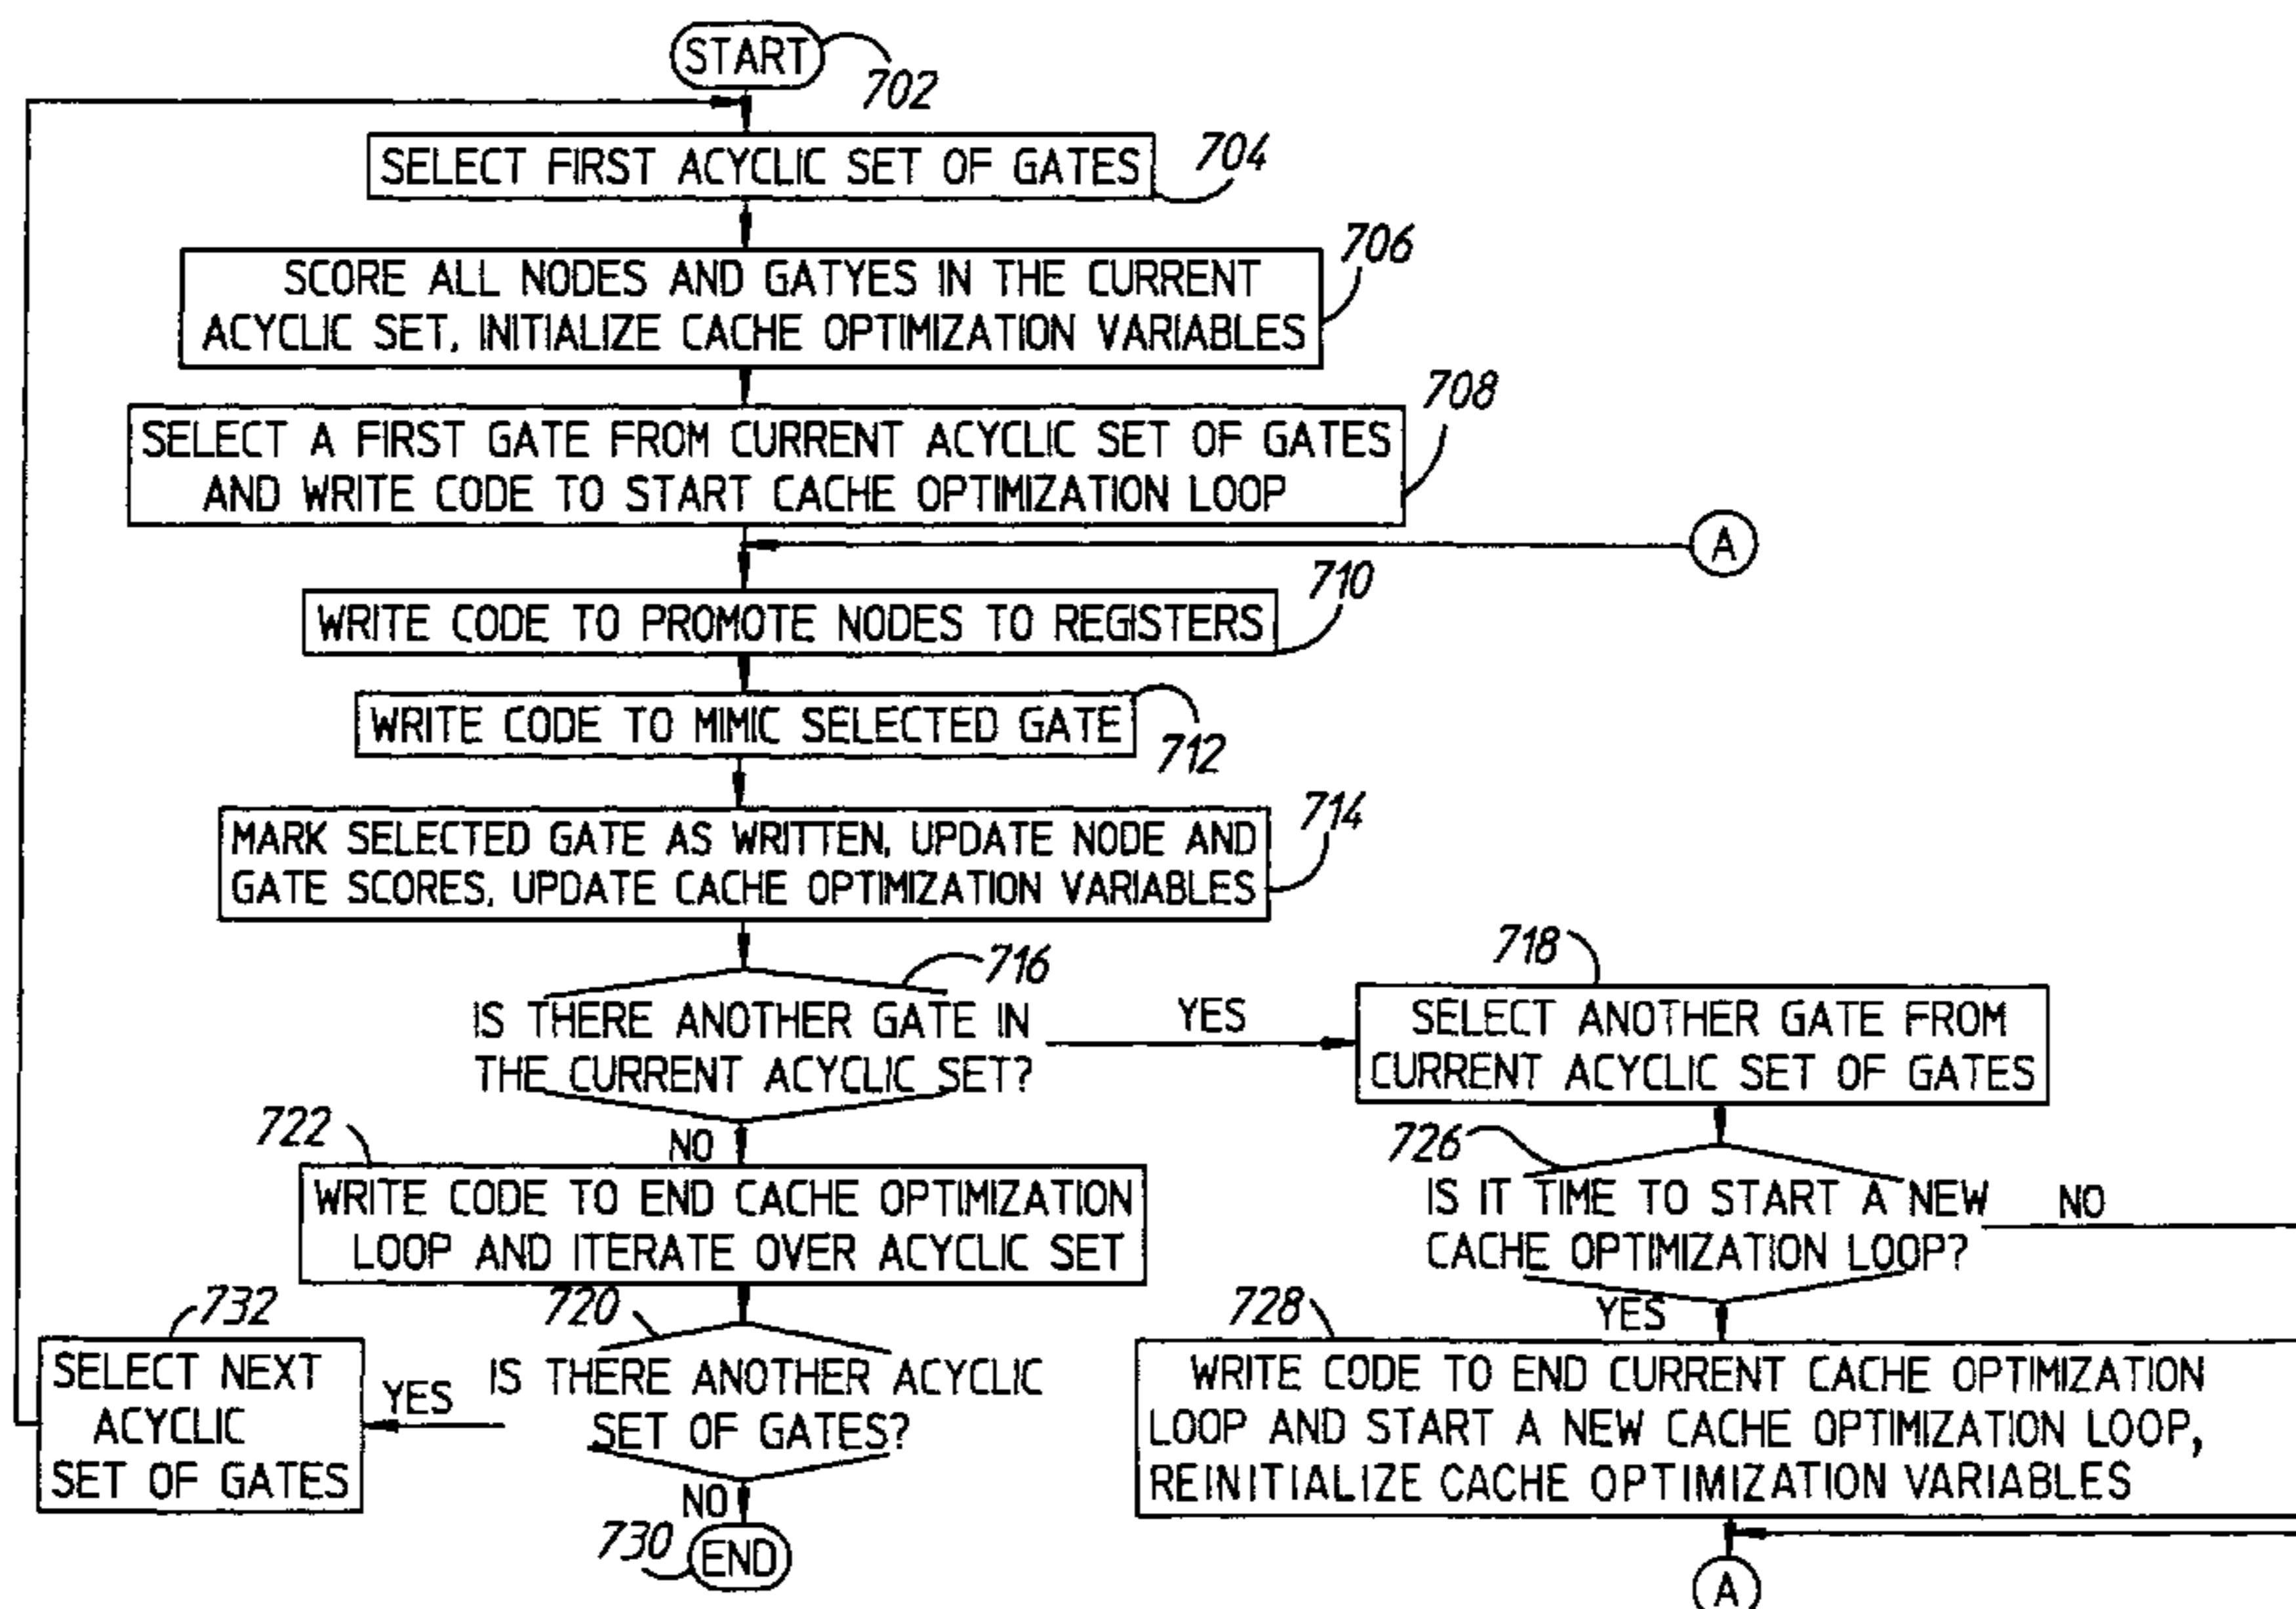 START
702
SELECT FIRST ACYCLIC SET OF GATES
704
706
SCORE ALL NODES AND GATYES IN THE CURRENT
ACYCLIC SET, INITIALIZE CACHE OPTIMIZATION VARIABLES
708
SELECT A FIRST GATE FROM CURRENT ACYCLIC SET OF GATES
AND WRITE CODE TO START CACHE OPTIMIZATION LOOP
A
710
WRITE CODE TO PROMOTE NODES TO REGISTERS
WRITE CODE TO MIMIC SELECTED GATE
712
714
MARK SELECTED GATE AS WRITTEN, UPDATE NODE AND
GATE SCORES, UPDATE CACHE OPTIMIZATION VARIABLES
716
IS THERE ANOTHER GATE IN
THE CURRENT ACYCLIC SET?
YES
718
SELECT ANOTHER GATE FROM
CURRENT ACYCLIC SET OF GATES
NO
722
WRITE CODE TO END CACHE OPTIMIZATION
LOOP AND ITERATE OVER ACYCLIC SET
726
IS IT TIME TO START A NEW
CACHE OPTIMIZATION LOOP?
NO
YES
728
WRITE CODE TO END CURRENT CACHE OPTIMIZATION
LOOP AND START A NEW CACHE OPTIMIZATION LOOP,
REINITIALIZE CACHE OPTIMIZATION VARIABLES
A
720
IS THERE ANOTHER ACYCLIC
SET OF GATES?
YES
732
SELECT NEXT
ACYCLIC
SET OF GATES
NO
730
END